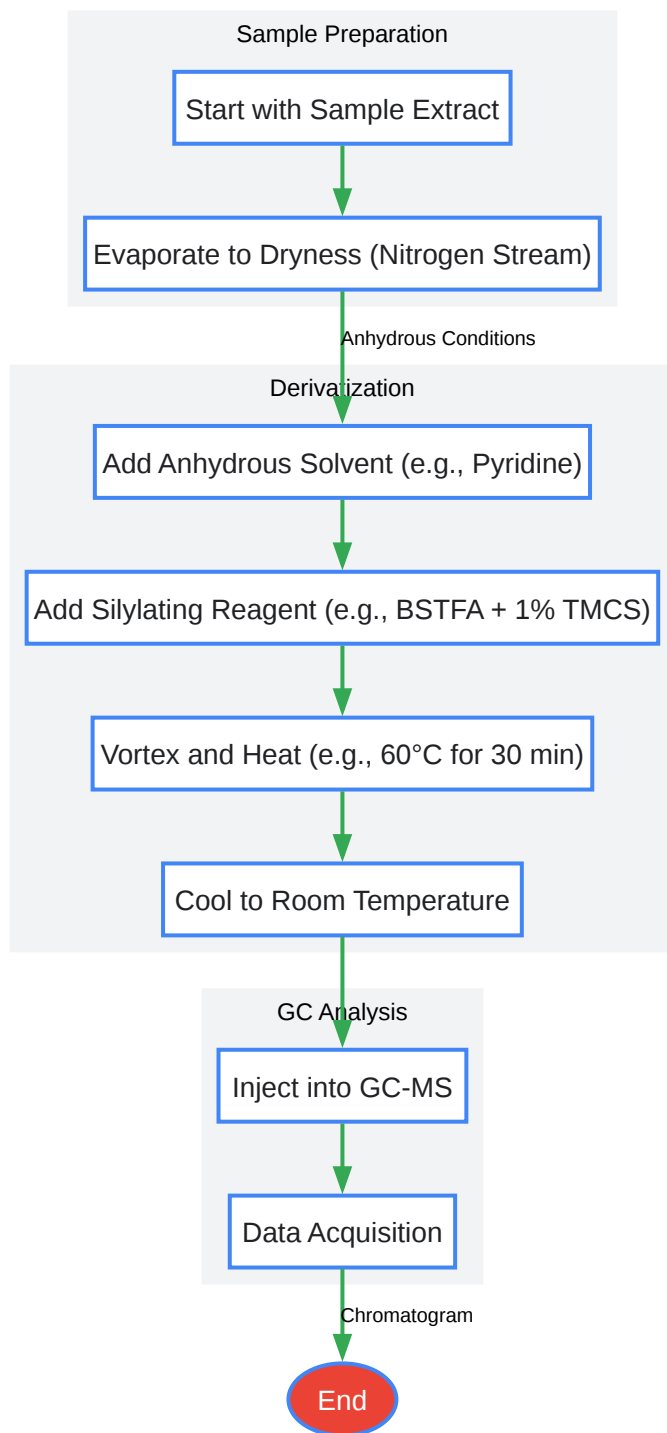 Sample Preparation
Start with Sample Extract
Evaporate to Dryness (Nitrogen Stream)
Anhydrous Conditions
Derivatization
Add Anhydrous Solvent (e.g., Pyridine)
Add Silylating Reagent (e.g., BSTFA + 1% TMCS)
Vortex and Heat (e.g., 60°C for 30 min)
Cool to Room Temperature
GC Analysis
Inject into GC-MS
Data Acquisition
Chromatogram
End